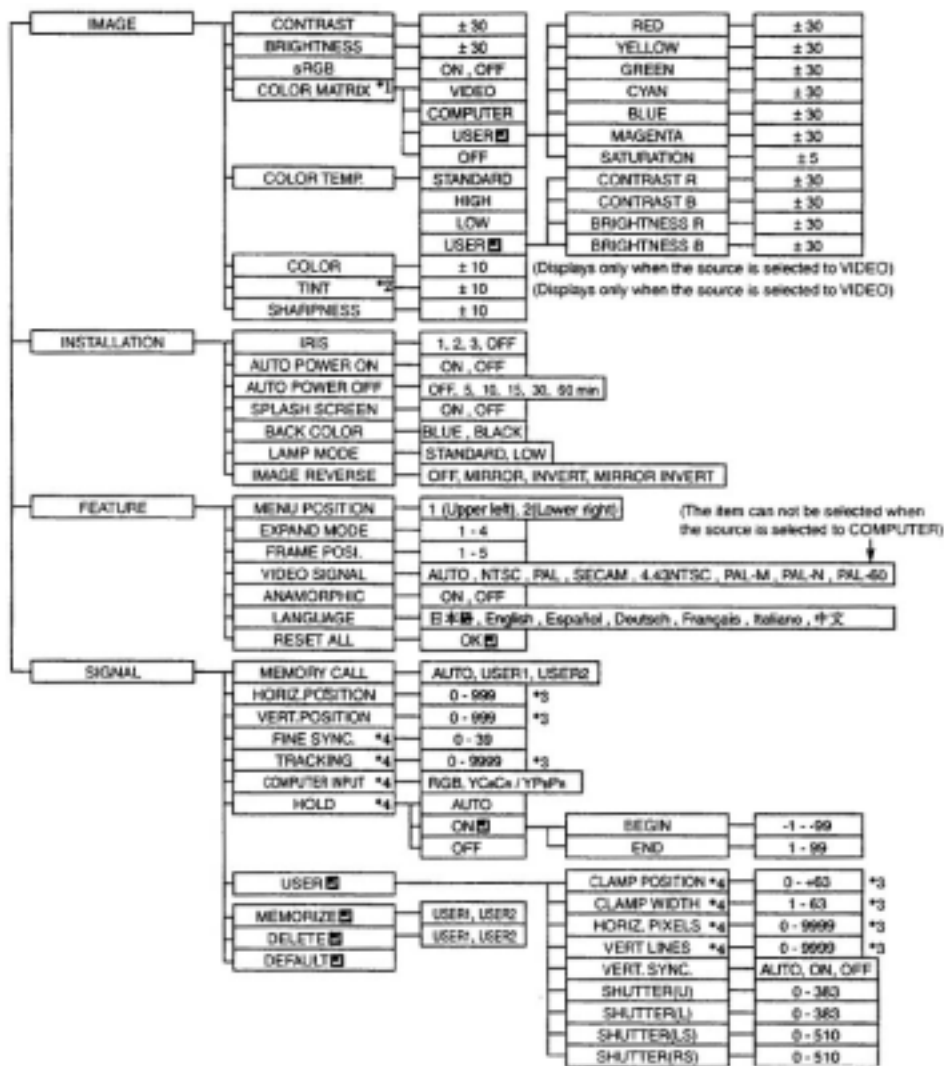 IMAGE CONTRAST ± 30 RED ± 30
BRIGHTNESS ± 30 YELLOW ± 30
sRGB ON , OFF GREEN ± 30
COLOR MATRIX *1 VIDEO CYAN ± 30
COMPUTER BLUE ± 30
USER MAGENTA ± 30
OFF SATURATION ± 5
COLOR TEMP. STANDARD CONTRAST R ± 30
HIGH CONTRAST B ± 30
LOW BRIGHTNESS R ± 30
USER BRIGHTNESS B ± 30
COLOR ± 10 (Displays only when the source is selected to VIDEO)
TINT *2 ± 10 (Displays only when the source is selected to VIDEO)
SHARPNESS ± 10
INSTALLATION IRIS 1, 2, 3, OFF
AUTO POWER ON ON , OFF
AUTO POWER OFF OFF, 5, 10, 15, 30, 60 min
SPLASH SCREEN ON , OFF
BACK COLOR BLUE , BLACK
LAMP MODE STANDARD, LOW
IMAGE REVERSE OFF, MIRROR, INVERT, MIRROR INVERT
FEATURE MENU POSITION 1 (Upper left), 2(Lower right)
(The item can not be selected when
the source is selected to COMPUTER)
EXPAND MODE 1 - 4
FRAME POSI. 1 - 5
VIDEO SIGNAL AUTO , NTSC , PAL , SECAM , 4.43NTSC , PAL-M , PAL-N , PAL-60
ANAMORPHIC ON , OFF
LANGUAGE 日本語 , English , Español , Deutsch , Français , Italiano , 中文
RESET ALL OK
SIGNAL MEMORY CALL AUTO, USER1, USER2
HORIZ.POSITION 0 - 999 *3
VERT.POSITION 0 - 999 *3
FINE SYNC. *4 0 - 39
TRACKING *4 0 - 9999 *3
COMPUTER INPUT *4 RGB, YCBCR / YPBPR
HOLD *4 AUTO
ON BEGIN -1 - -99
OFF END 1 - 99
USER CLAMP POSITION *4 0 - +63 *3
CLAMP WIDTH *4 1 - 63 *3
MEMORIZE USER1, USER2 HORIZ. PIXELS *4 0 - 9999 *3
DELETE USER1, USER2 VERT LINES *4 0 - 9999 *3
DEFAULT VERT. SYNC. AUTO, ON, OFF
SHUTTER(U) 0 - 383
SHUTTER(L) 0 - 383
SHUTTER(LS) 0 - 510
SHUTTER(RS) 0 - 510